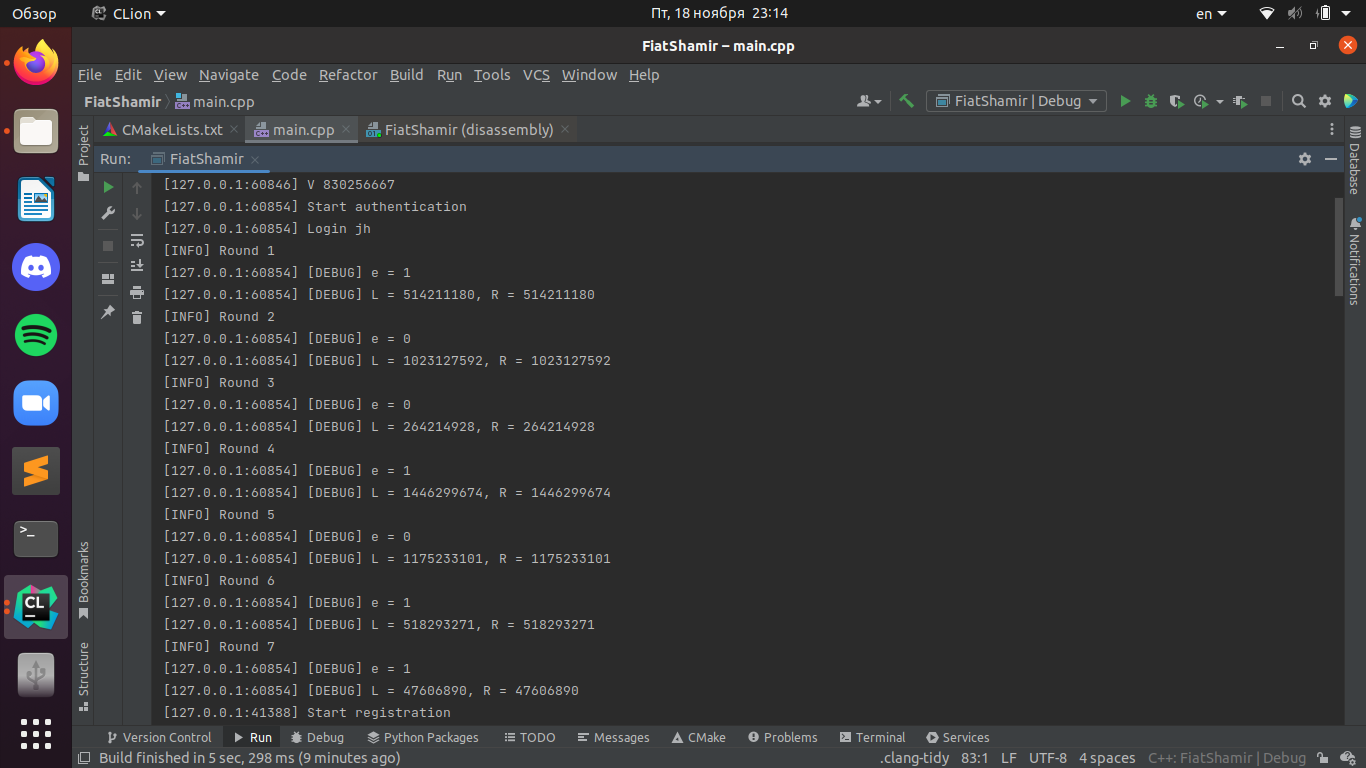 Обзор CLion Пт, 18 ноября 23:14 en
FiatShamir – main.cpp
File Edit View Navigate Code Refactor Build Run Tools VCS Window Help
FiatShamir main.cpp FiatShamir | Debug
CMakeLists.txt main.cpp FiatShamir (disassembly)
Project
Database
Notifications
Run: FiatShamir
[127.0.0.1:60846] V 830256667
[127.0.0.1:60854] Start authentication
[127.0.0.1:60854] Login jh
[INFO] Round 1
[127.0.0.1:60854] [DEBUG] e = 1
[127.0.0.1:60854] [DEBUG] L = 514211180, R = 514211180
[INFO] Round 2
[127.0.0.1:60854] [DEBUG] e = 0
[127.0.0.1:60854] [DEBUG] L = 1023127592, R = 1023127592
[INFO] Round 3
[127.0.0.1:60854] [DEBUG] e = 0
[127.0.0.1:60854] [DEBUG] L = 264214928, R = 264214928
[INFO] Round 4
[127.0.0.1:60854] [DEBUG] e = 1
[127.0.0.1:60854] [DEBUG] L = 1446299674, R = 1446299674
[INFO] Round 5
[127.0.0.1:60854] [DEBUG] e = 0
[127.0.0.1:60854] [DEBUG] L = 1175233101, R = 1175233101
[INFO] Round 6
[127.0.0.1:60854] [DEBUG] e = 1
[127.0.0.1:60854] [DEBUG] L = 518293271, R = 518293271
[INFO] Round 7
[127.0.0.1:60854] [DEBUG] e = 1
[127.0.0.1:60854] [DEBUG] L = 47606890, R = 47606890
[127.0.0.1:41388] Start registration
Bookmarks
Structure
CL
Version Control Run Debug Python Packages TODO Messages CMake Problems Terminal Services
Build finished in 5 sec, 298 ms (9 minutes ago) .clang-tidy 83:1 LF UTF-8 4 spaces C++: FiatShamir | Debug